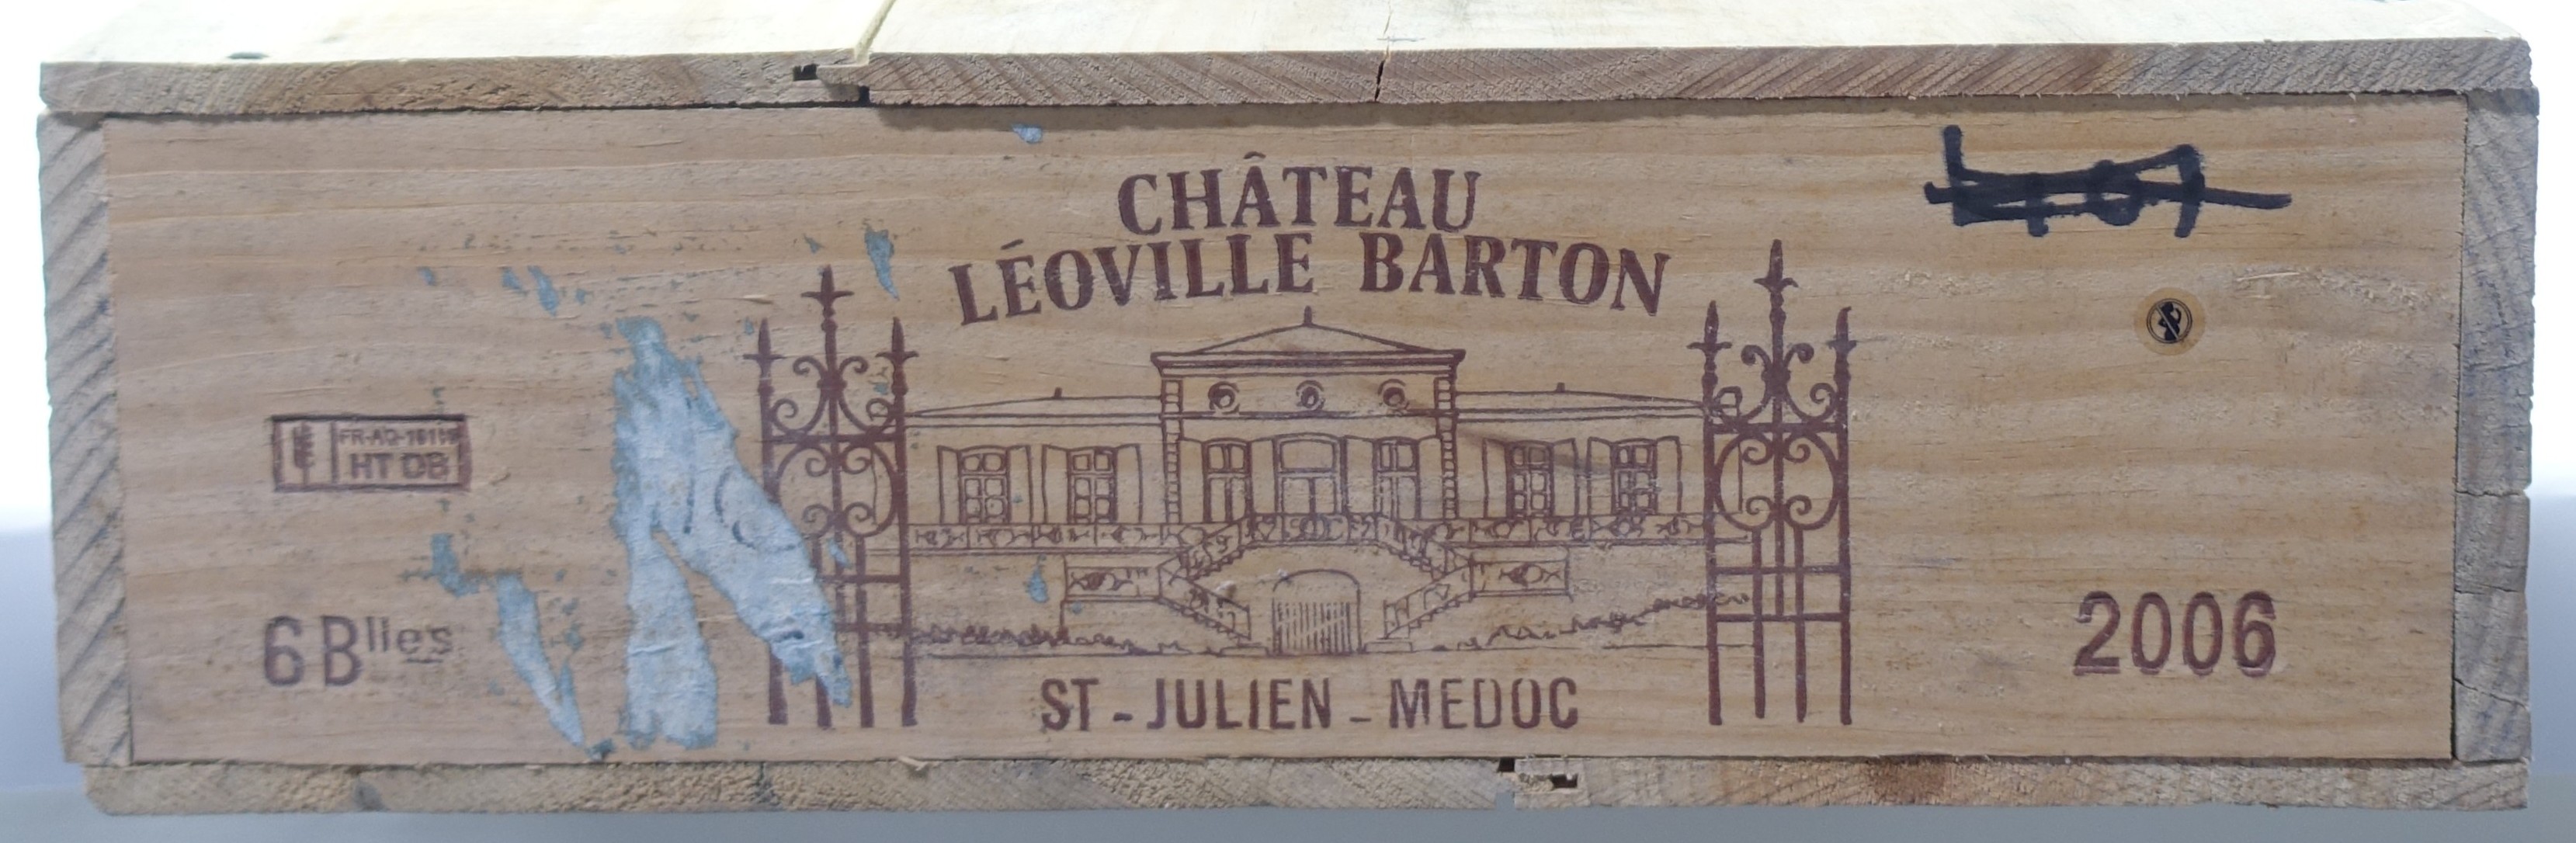 CHÂTEAU
LÉOVILLE BARTON
HT DB
6 Blles
2006
ST-JULIEN-MEDOC